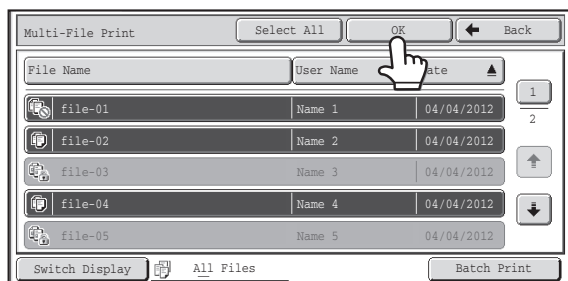 Multi-File Print Select All OK Back
File Name User Name ate
file-01 Name 1 04/04/2012
file-02 Name 2 04/04/2012
file-03 Name 3 04/04/2012
file-04 Name 4 04/04/2012
file-05 Name 5 04/04/2012
1
2
Switch Display All Files Batch Print